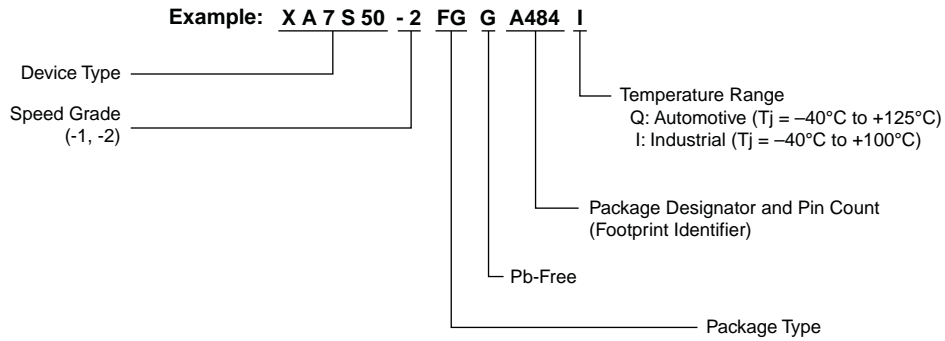 Example: X A 7 S 50 - 2 FG G A484 I
Device Type
Speed Grade
(-1, -2)
Temperature Range
Q: Automotive (Tj = –40°C to +125°C)
I: Industrial (Tj = –40°C to +100°C)
Package Designator and Pin Count
(Footprint Identifier)
Pb-Free
Package Type